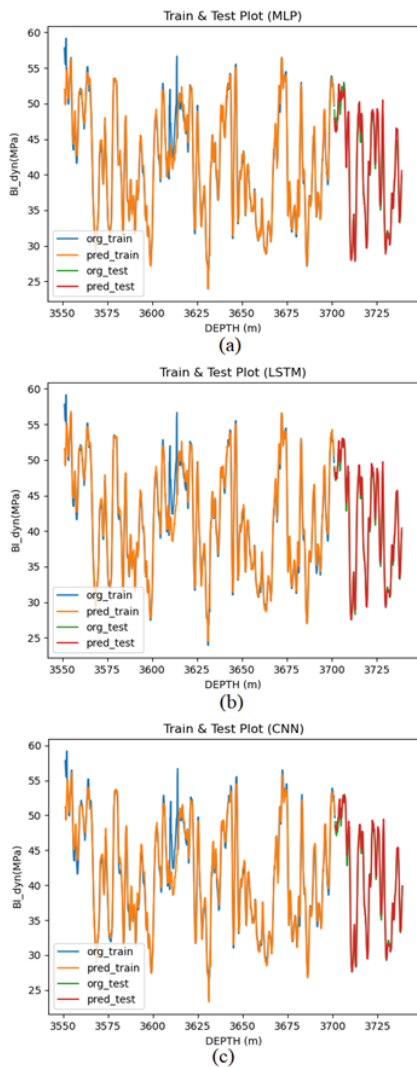 Train & Test Plot (MLP)
60
55
50
45
40
35
30
25
BI_dyn(MPa)
org_train
pred_train
org_test
pred_test
3550 3575 3600 3625 3650 3675 3700 3725
DEPTH (m)
(a)
Train & Test Plot (LSTM)
60
55
50
45
40
35
30
25
BI_dyn(MPa)
org_train
pred_train
org_test
pred_test
3550 3575 3600 3625 3650 3675 3700 3725
DEPTH (m)
(b)
Train & Test Plot (CNN)
60
55
50
45
40
35
30
25
BI_dyn(MPa)
org_train
pred_train
org_test
pred_test
3550 3575 3600 3625 3650 3675 3700 3725
DEPTH (m)
(c)